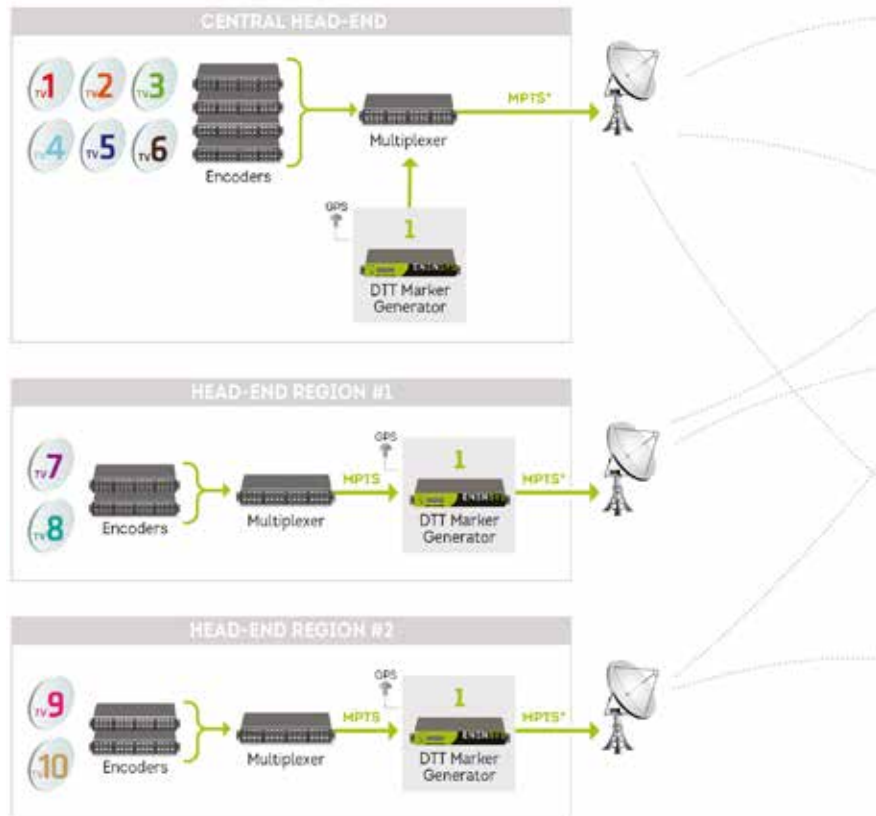 CENTRAL HEAD-END
TV1
TV2
TV3
TV4
TV5
TV6
Encoders
Multiplexer
MPTS*
GPS
1
DTT Marker
Generator
HEAD-END REGION #1
TV7
TV8
Encoders
Multiplexer
MPTS
GPS
1
DTT Marker
Generator
MPTS*
HEAD-END REGION #2
TV9
TV10
Encoders
Multiplexer
MPTS
GPS
1
DTT Marker
Generator
MPTS*